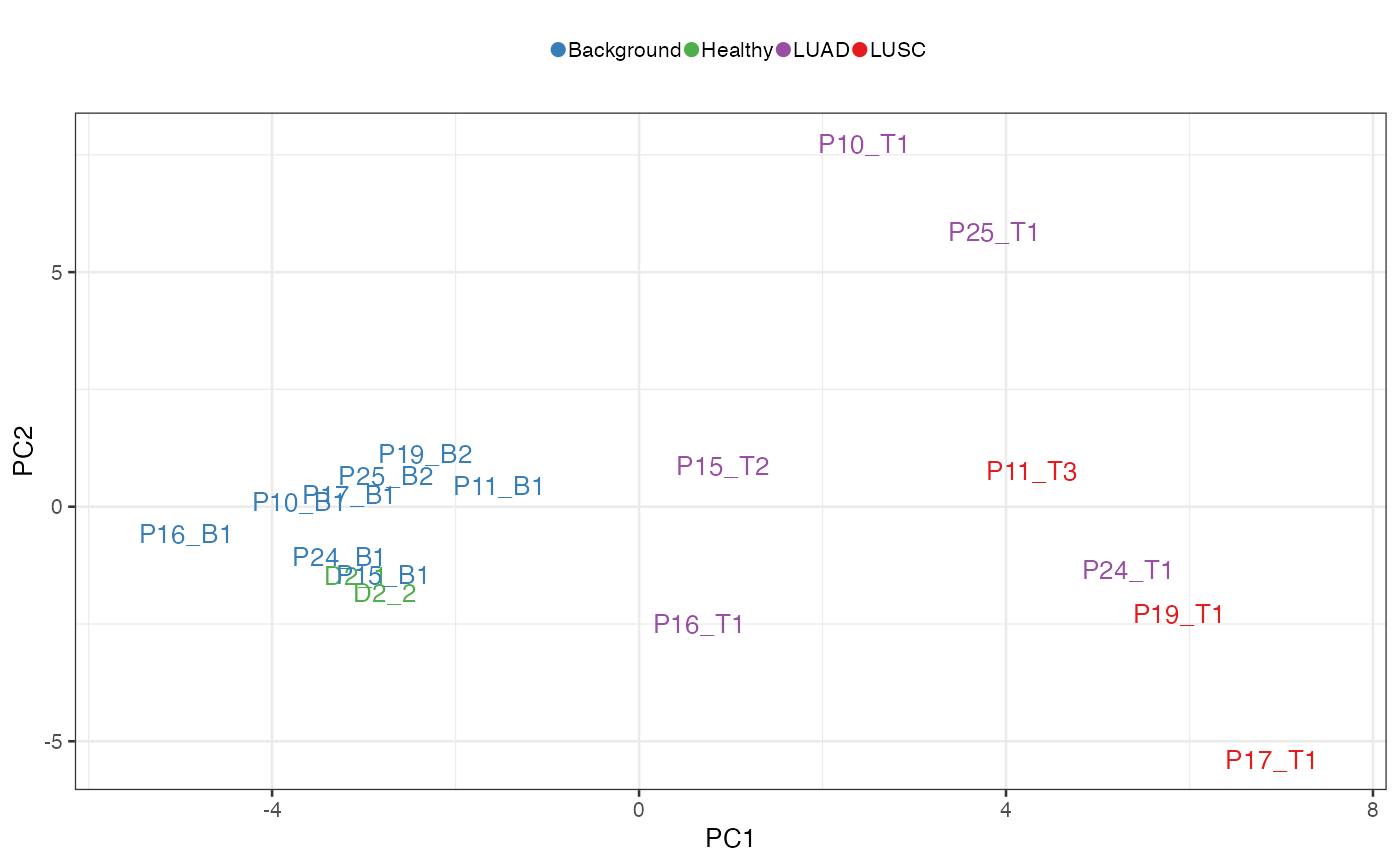 Background Healthy LUAD LUSC
P10_T1
P25_T1
5
PC2
P19_B2
P15_T2
P11_T3
P25_B2
P11_B1
P17_B1
P10_B1
0
P16_B1
P24_B1
P24_T1
P15_B1
D2_2
P19_T1
P16_T1
-5
P17_T1
-4 0 4 8
PC1